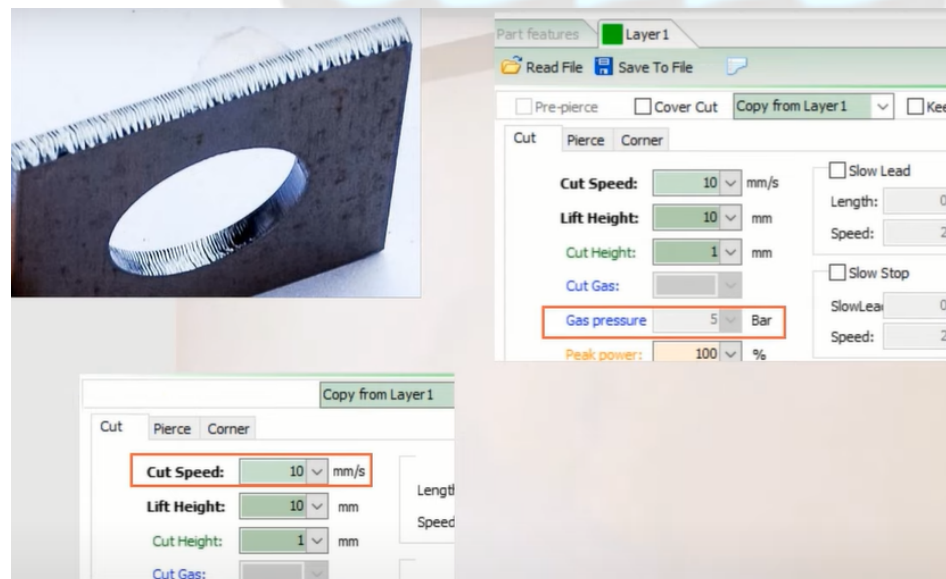 Part features Layer1
Read File Save To File
Pre-pierce Cover Cut Copy from Layer1
Cut Pierce Corner
Cut Speed: 10 mm/s
Slow Lead
Lift Height: 10 mm
Length:
Cut Height: 1 mm
Speed: 2
Cut Gas:
Slow Stop
Gas pressure 5 Bar
Speed: 2
Peak power: 100 %
Copy from Layer1
Cut Pierce Corner
Cut Speed: 10 mm/s
Lift Height: 10 mm
Cut Height: 1 mm
Cut Gas: